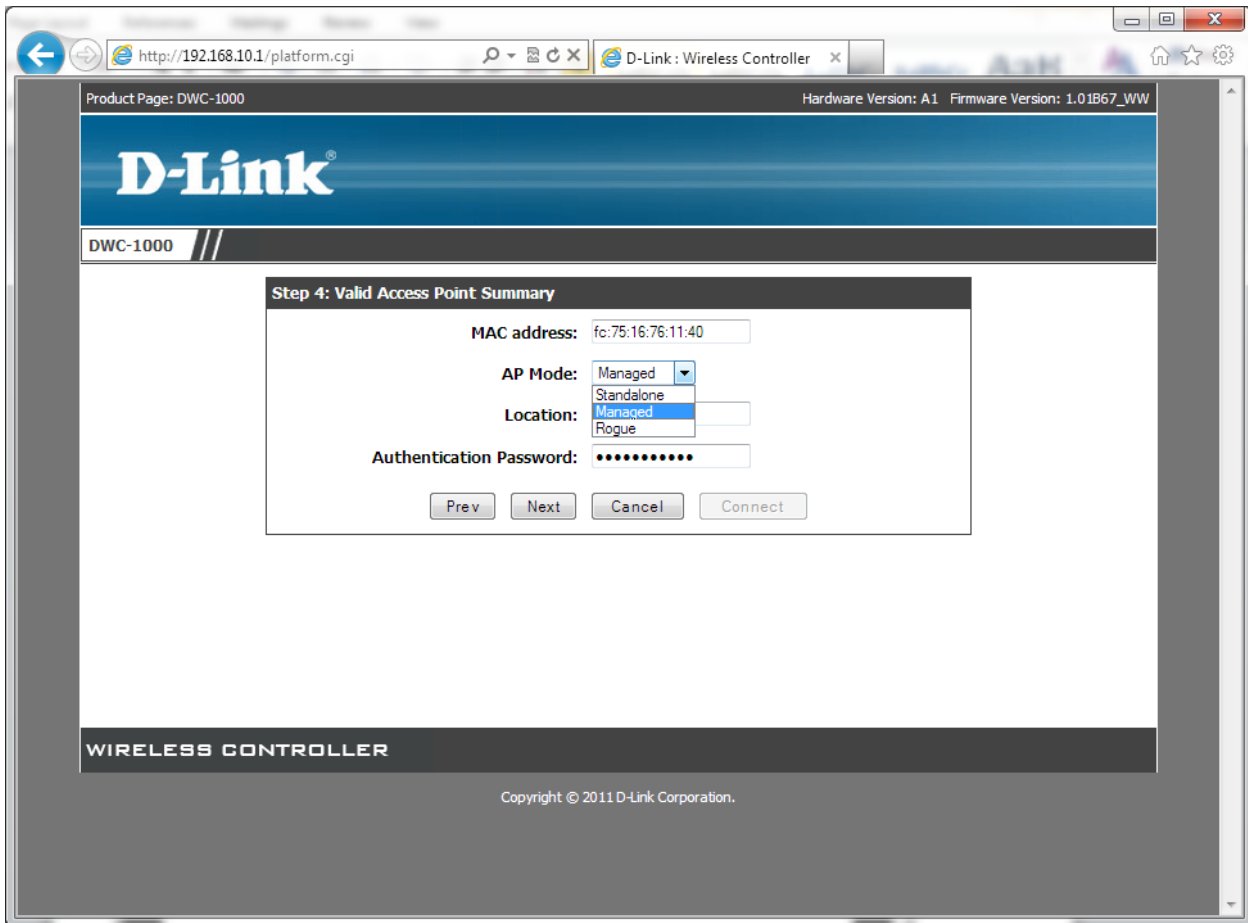 http://192.168.10.1/platform.cgi
D-Link : Wireless Controller
Product Page: DWC-1000
Hardware Version: A1 Firmware Version: 1.01B67_WW
D-Link®
DWC-1000
Step 4: Valid Access Point Summary
MAC address: fc:75:16:76:11:40
AP Mode: Managed
Standalone
Location: Managed
Rogue
Authentication Password: •••••••••••
Prev Next Cancel Connect
WIRELESS CONTROLLER
Copyright © 2011 D-Link Corporation.